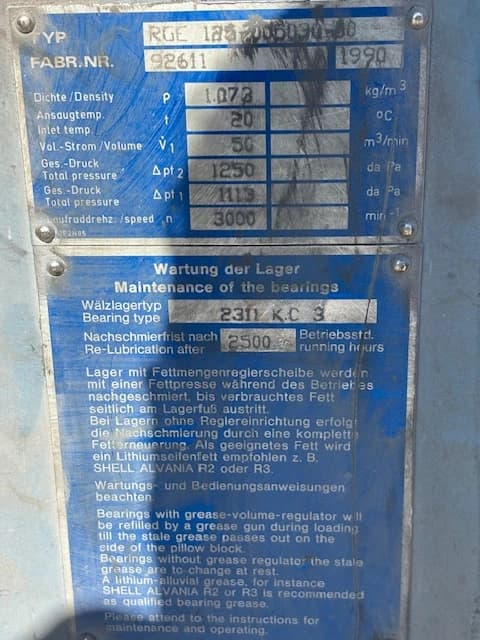 TYP RGE
FABR.NR. 92611 1990
Dichte/Density ρ 1.073 kg/m³
Ansaugtemp. t 20 °C
Inlet temp.
Vol.-Strom/Volume V̇₁ 50 m³/min
Ges.-Druck Δpt₂ 1250 da Pa
Total pressure
Ges.-Druck Δpt₁ 1113 da Pa
Total pressure
Laufraddrehz./speed n 3000 min⁻¹
Wartung der Lager
Maintenance of the bearings
Wälzlagertyp
Bearing type 2311 K.C 3
Nachschmierfrist nach 2500 Betriebsstd.
Re-Lubrication after running hours
Lager mit Fettmengenregierscheibe werden
mit einer Fettpresse während des Betriebes
nachgeschmiert, bis verbrauchtes Fett
seitlich am Lagerfuß austritt.
Bei Lagern ohne Reglereinrichtung erfolgt
die Nachschmierung durch eine komplette
Fetterneuerung. Als geeignetes Fett wird
ein Lithiumseifenfett empfohlen z. B.
SHELL ALVANIA R2 oder R3.
Wartungs- und Bedienungsanweisungen
beachten.
Bearings with grease-volume-regulator will
be refilled by a grease gun during loading
till the stale grease passes out on the
side of the pillow block.
Bearings without grease regulator the stale
grease are to change at rest.
A lithium-alluvial grease, for instance
SHELL ALVANIA R2 or R3 is recommended
as qualified bearing grease.
Please attend to the instructions for
maintenance and operating.